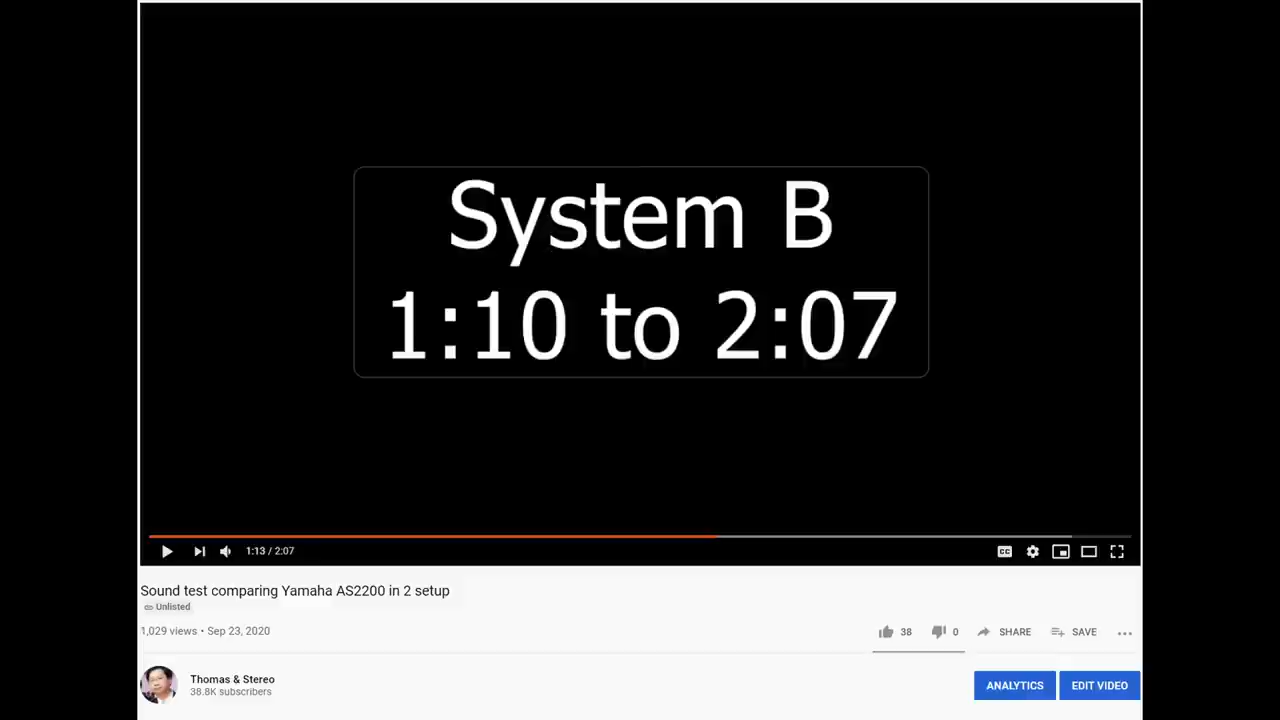 System B
1:10 to 2:07
1:13 / 2:07
CC
Sound test comparing Yamaha AS2200 in 2 setup
Unlisted
1,029 views • Sep 23, 2020
38
0
SHARE
SAVE
Thomas & Stereo
38.8K subscribers
ANALYTICS
EDIT VIDEO